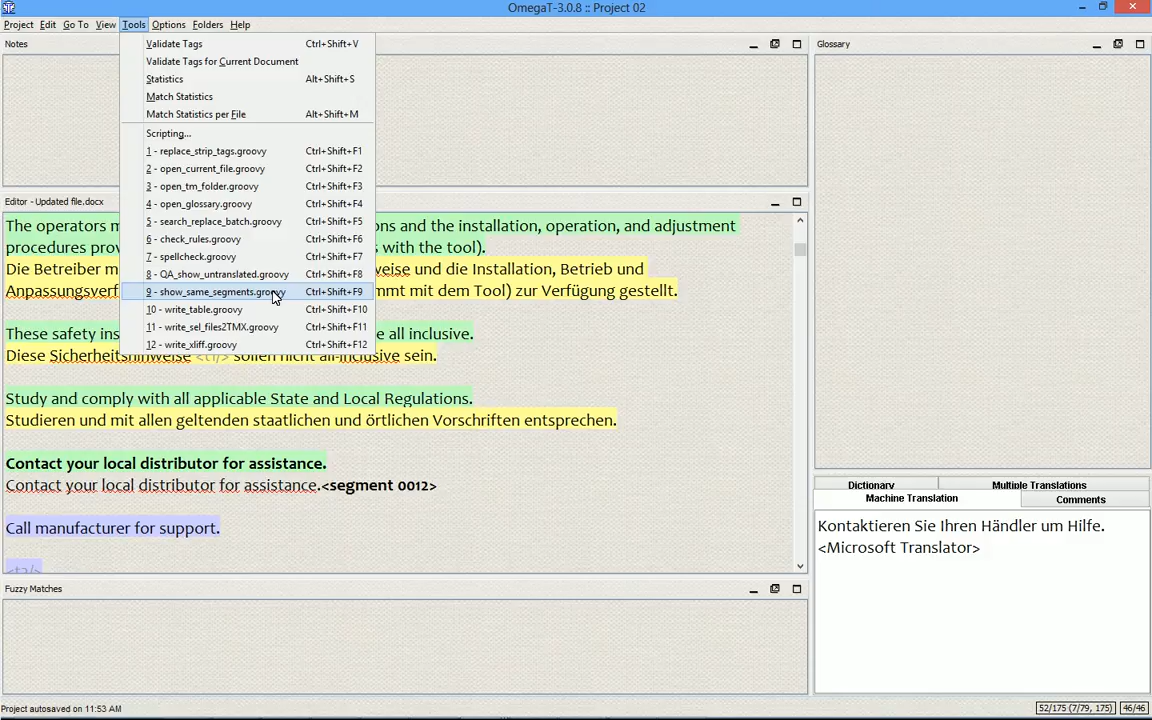 OmegaT-3.0.8 :: Project 02
Project Edit Go To View Tools Options Folders Help
Notes
Glossary
Validate Tags Ctrl+Shift+V
Validate Tags for Current Document
Statistics Alt+Shift+S
Match Statistics
Match Statistics per File Alt+Shift+M
Scripting...
1 - replace_strip_tags.groovy Ctrl+Shift+F1
2 - open_current_file.groovy Ctrl+Shift+F2
3 - open_tm_folder.groovy Ctrl+Shift+F3
4 - open_glossary.groovy Ctrl+Shift+F4
5 - search_replace_batch.groovy Ctrl+Shift+F5
6 - check_rules.groovy Ctrl+Shift+F6
7 - spellcheck.groovy Ctrl+Shift+F7
8 - QA_show_untranslated.groovy Ctrl+Shift+F8
9 - show_same_segments.groovy Ctrl+Shift+F9
10 - write_table.groovy Ctrl+Shift+F10
11 - write_sel_files2TMX.groovy Ctrl+Shift+F11
12 - write_xliff.groovy Ctrl+Shift+F12
Editor - Updated file.docx
The operators and the installation, operation, and adjustment
procedures with the tool).
Die Betreiber und die Installation, Betrieb und
mit dem Tool) zur Verfügung gestellt.
These safety all inclusive.
Diese Sicherheitshinweise <t1/> sollen nicht all-inclusive sein.
Study and comply with all applicable State and Local Regulations.
Studieren und mit allen geltenden staatlichen und örtlichen Vorschriften entsprechen.
Contact your local distributor for assistance.
Contact your local distributor for assistance.<segment 0012>
Call manufacturer for support.
<t2/>
Dictionary Multiple Translations
Machine Translation Comments
Kontaktieren Sie Ihren Händler um Hilfe.
<Microsoft Translator>
Fuzzy Matches
Project autosaved on 11:53 AM
52/175 (7/79, 175) 46/46